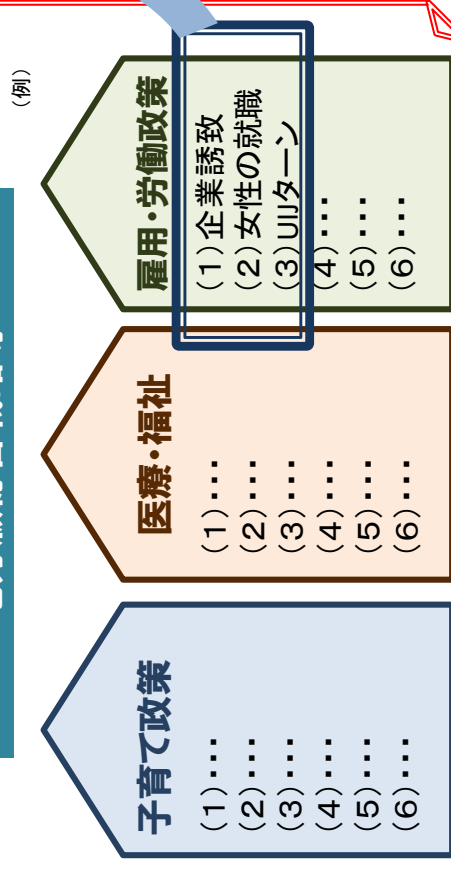 (例)
子育て政策
(1)…
(2)…
(3)…
(4)…
(5)…
(6)…
医療・福祉
(1)…
(2)…
(3)…
(4)…
(5)…
(6)…
雇用・労働政策
(1)企業誘致
(2)女性の就職
(3)UIJターン
(4)…
(5)…
(6)…